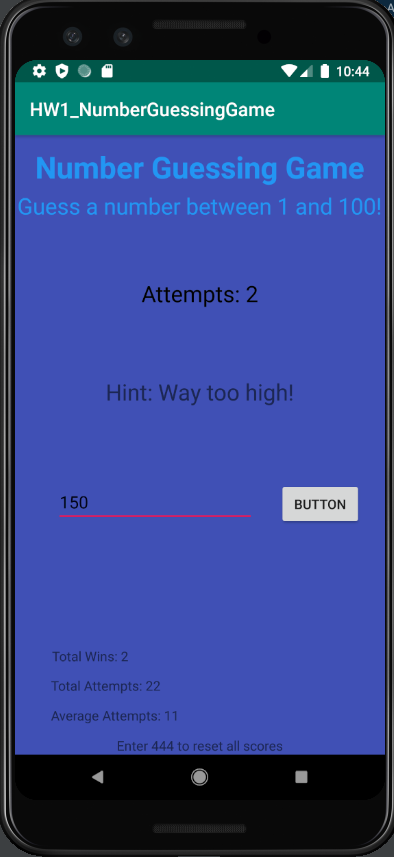 10:44
HW1_NumberGuessingGame
Number Guessing Game
Guess a number between 1 and 100!
Attempts: 2
Hint: Way too high!
150
BUTTON
Total Wins: 2
Total Attempts: 22
Average Attempts: 11
Enter 444 to reset all scores